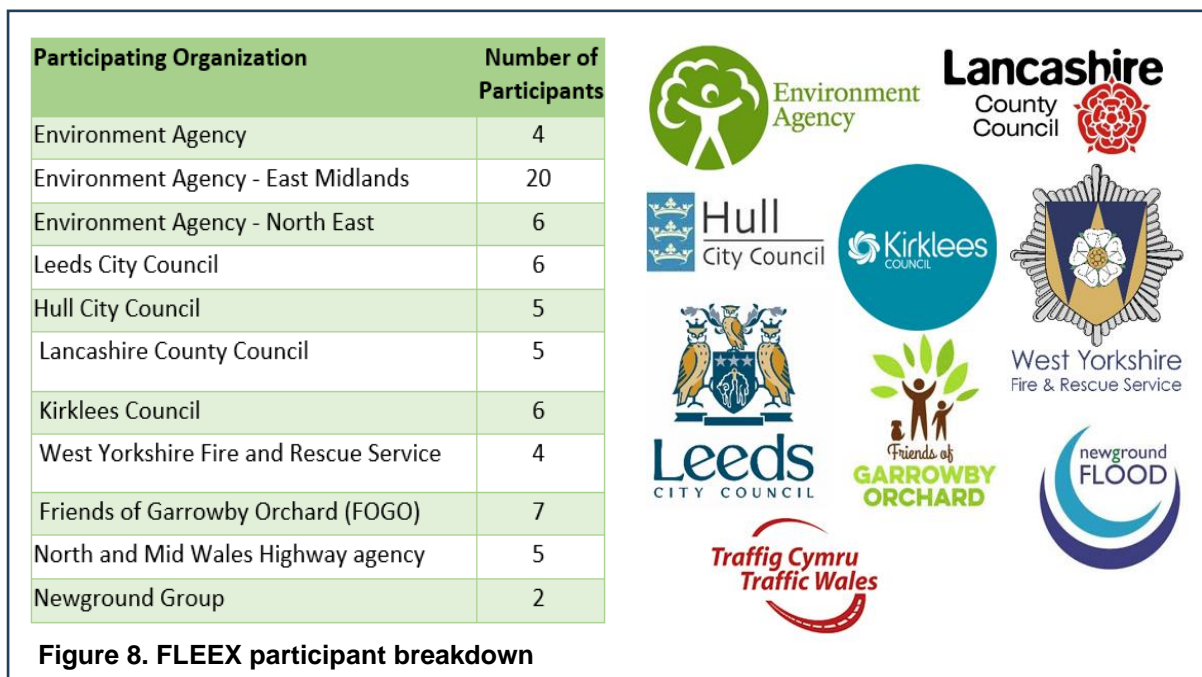 Participating Organization Number of Participants
Environment Agency 4
Environment Agency - East Midlands 20
Environment Agency - North East 6
Leeds City Council 6
Hull City Council 5
Lancashire County Council 5
Kirklees Council 6
West Yorkshire Fire and Rescue Service 4
Friends of Garrowby Orchard (FOGO) 7
North and Mid Wales Highway agency 5
Newground Group 2
Figure 8. FLEEX participant breakdown
Environment
Agency
Lancashire
County
Council
Hull
City Council
Kirklees
COUNCIL
West Yorkshire
Fire & Rescue Service
Leeds
CITY COUNCIL
Friends of
GARROWBY
ORCHARD
newground
FLOOD
Traffig Cymru
Traffic Wales